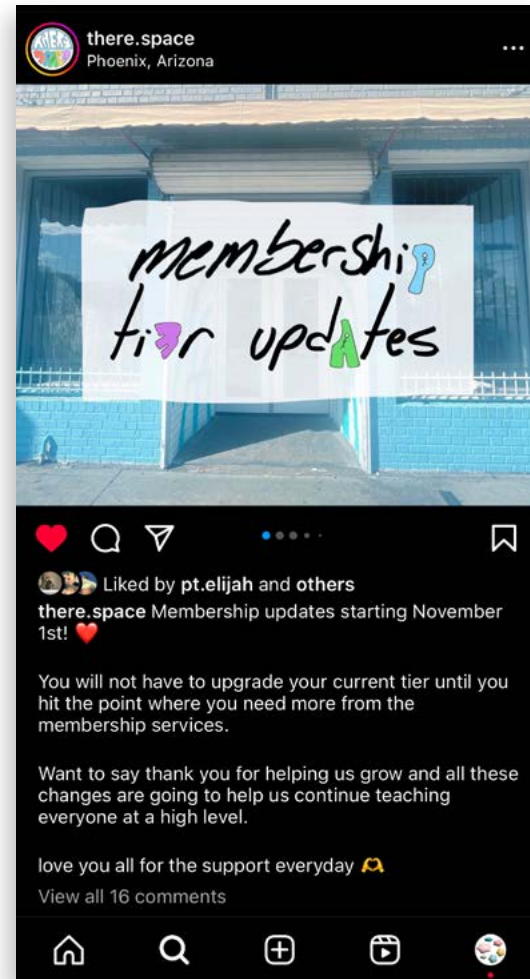 there.space
Phoenix, Arizona
membership
tier updates
Liked by pt.elijah and others
there.space Membership updates starting November
1st! ❤️
You will not have to upgrade your current tier until you
hit the point where you need more from the
membership services.
Want to say thank you for helping us grow and all these
changes are going to help us continue teaching
everyone at a high level.
love you all for the support everyday 🫶
View all 16 comments